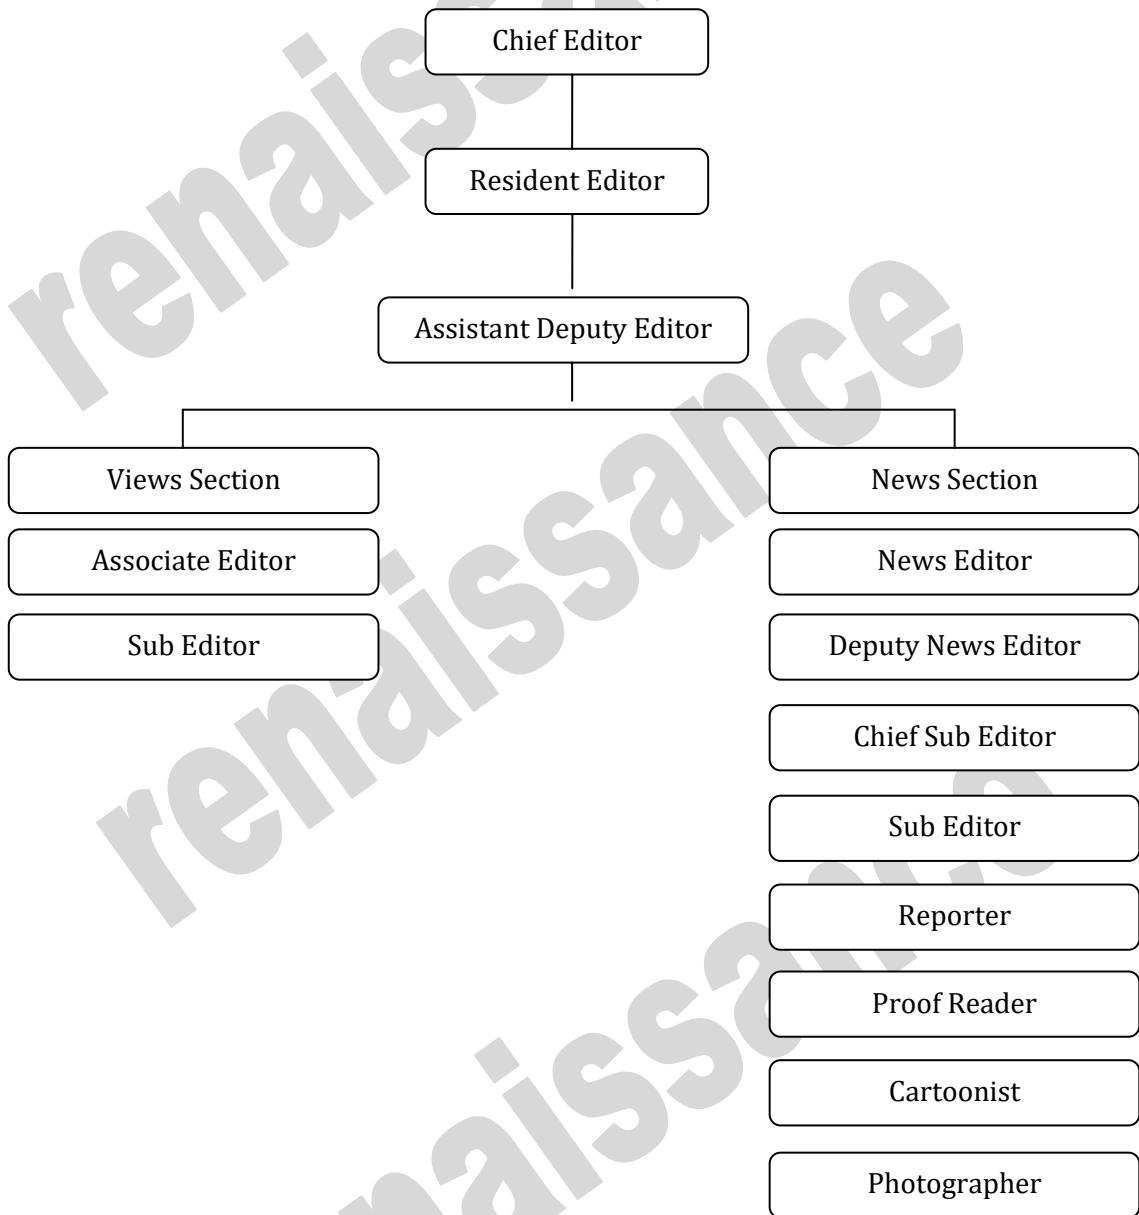 Chief Editor
Resident Editor
Assistant Deputy Editor
Views Section
Associate Editor
Sub Editor
News Section
News Editor
Deputy News Editor
Chief Sub Editor
Sub Editor
Reporter
Proof Reader
Cartoonist
Photographer
renaissance
renaissance
renaissance